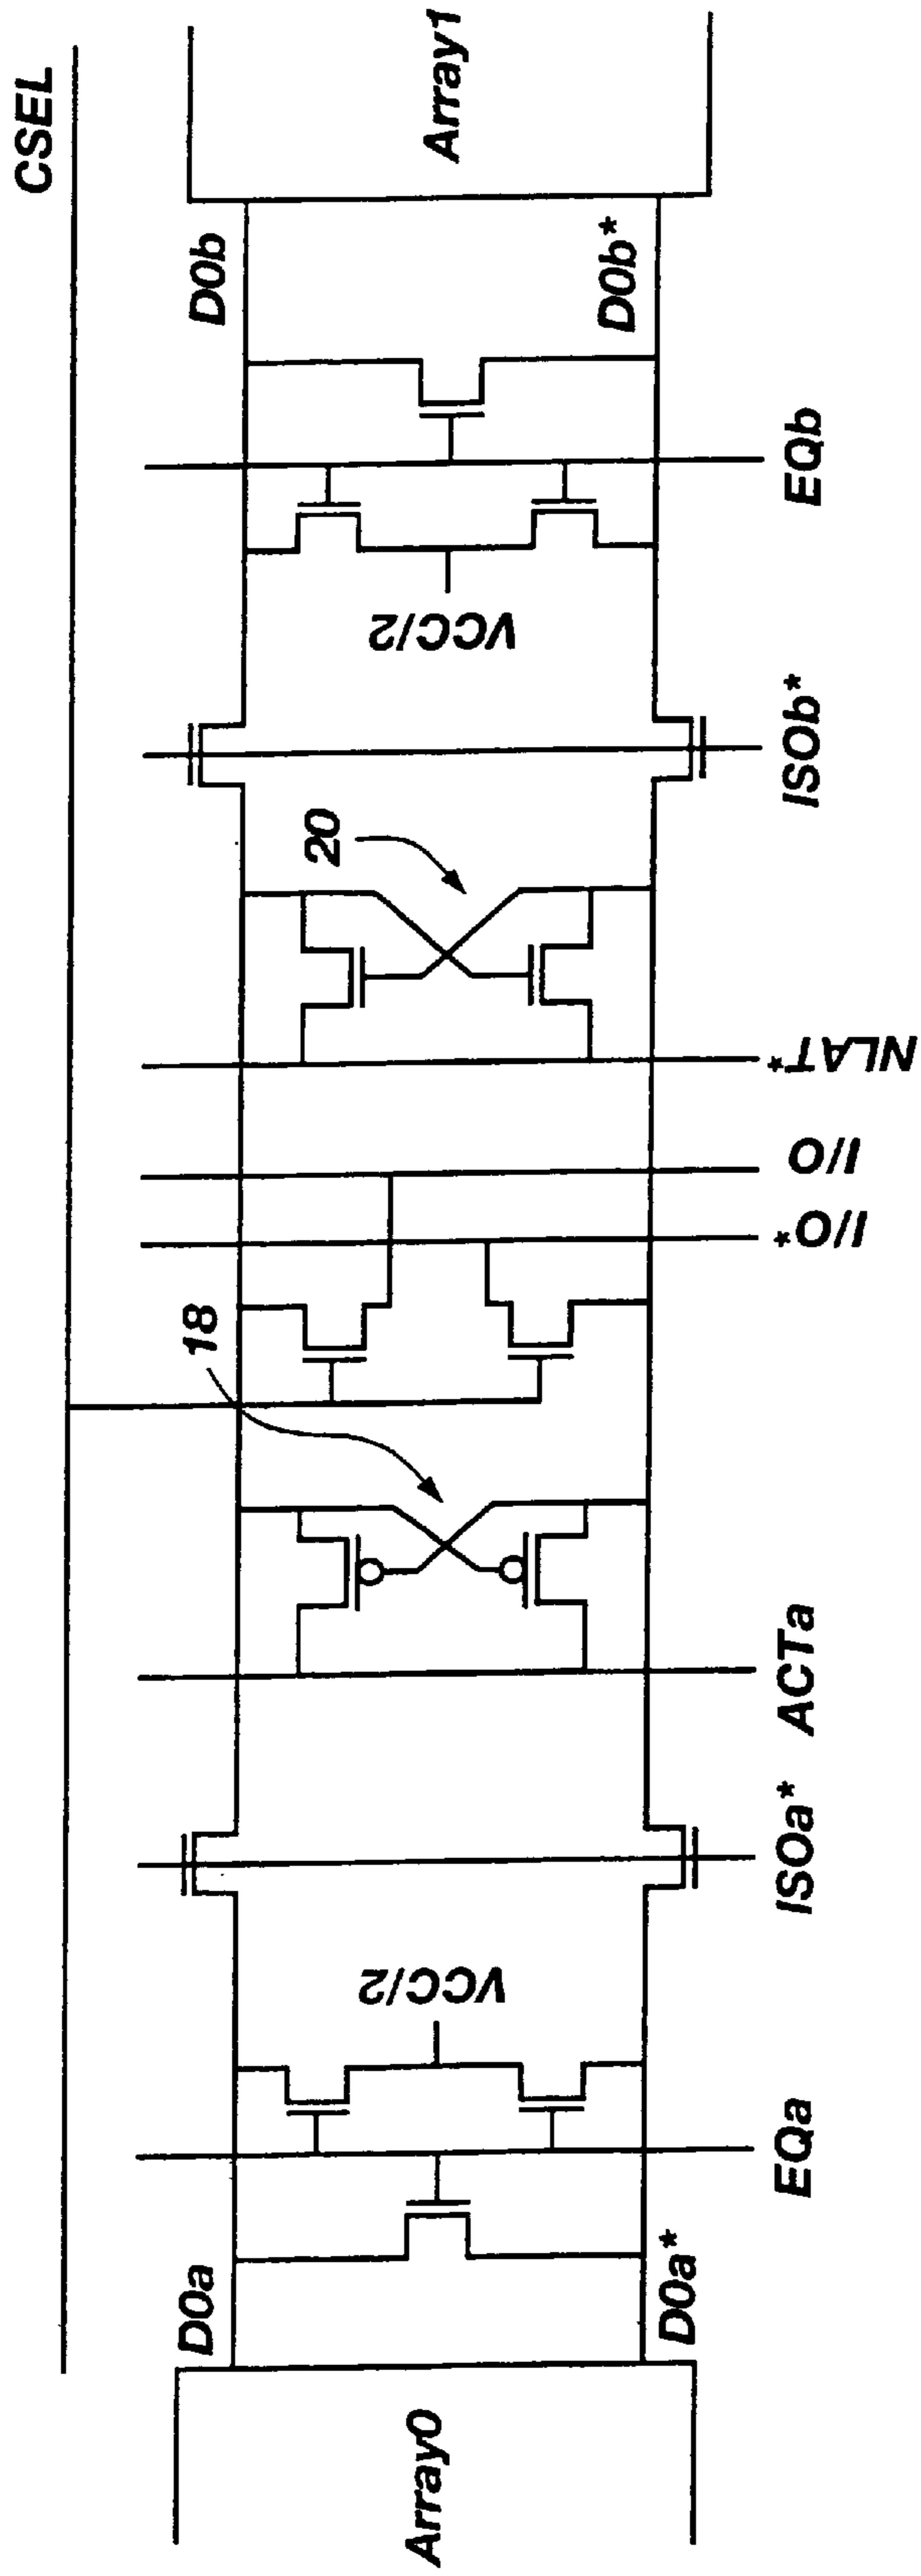 CSEL
Array0
Array1
D0a
D0b
D0a*
D0b*
VCC/2
VCC/2
18
20
EQa
ISOa*
ACTa
I/O*
I/O
NLAT*
ISOb*
EQb